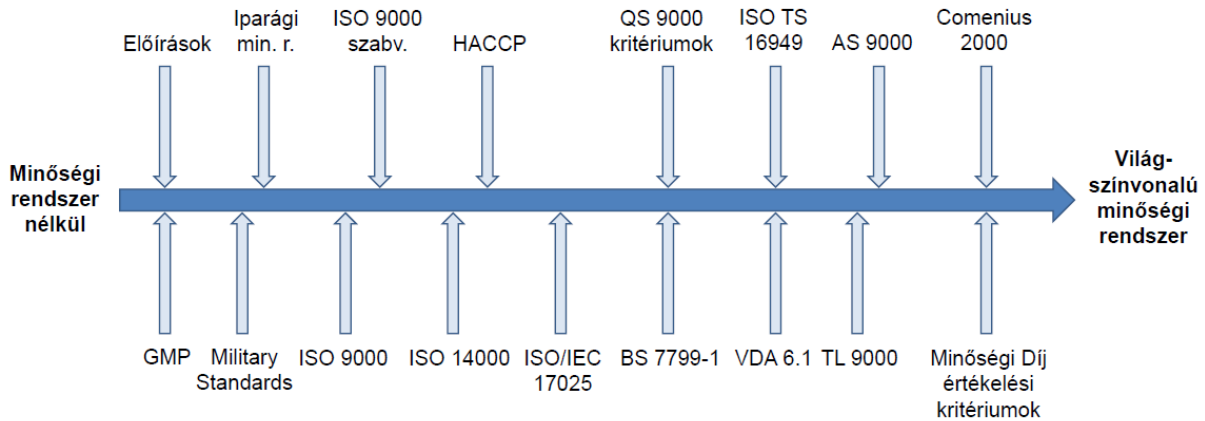 Előírások
Iparági
min. r.
ISO 9000
szabv.
HACCP
QS 9000
kritériumok
ISO TS
16949
AS 9000
Comenius
2000
Minőségi
rendszer
nélkül
Világ-
színvonalú
minőségi
rendszer
GMP
Military
Standards
ISO 9000
ISO 14000
ISO/IEC
17025
BS 7799-1
VDA 6.1
TL 9000
Minőségi Díj
értékelési
kritériumok